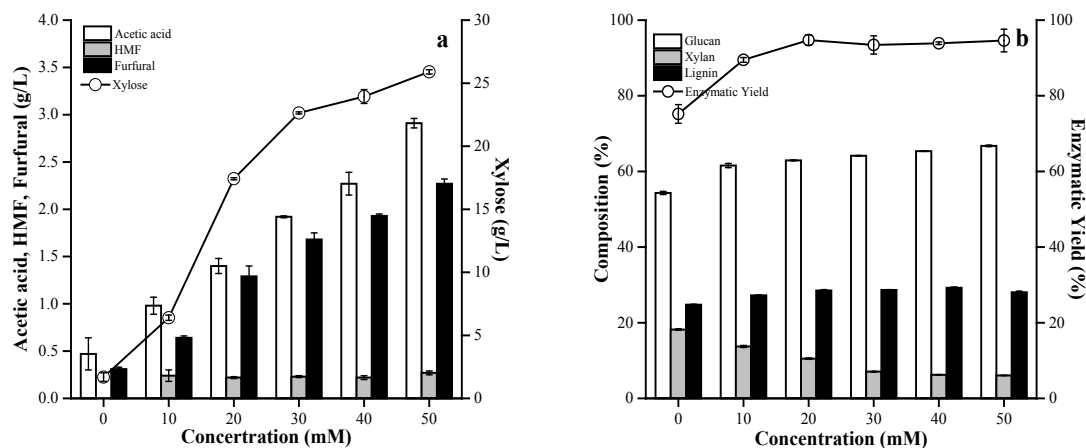 a
Acetic acid
HMF
Furfural
Xylose
Acetic acid, HMF, Furfural (g/L)
4.0
3.5
3.0
2.5
2.0
1.5
1.0
0.5
0.0
Xylose (g/L)
30
25
20
15
10
5
0
0 10 20 30 40 50
Concertration (mM)
b
Glucan
Xylan
Lignin
Enzymatic Yield
Composition (%)
100
80
60
40
20
0
Enzymatic Yield (%)
100
80
60
40
20
0
0 10 20 30 40 50
Concentration (mM)